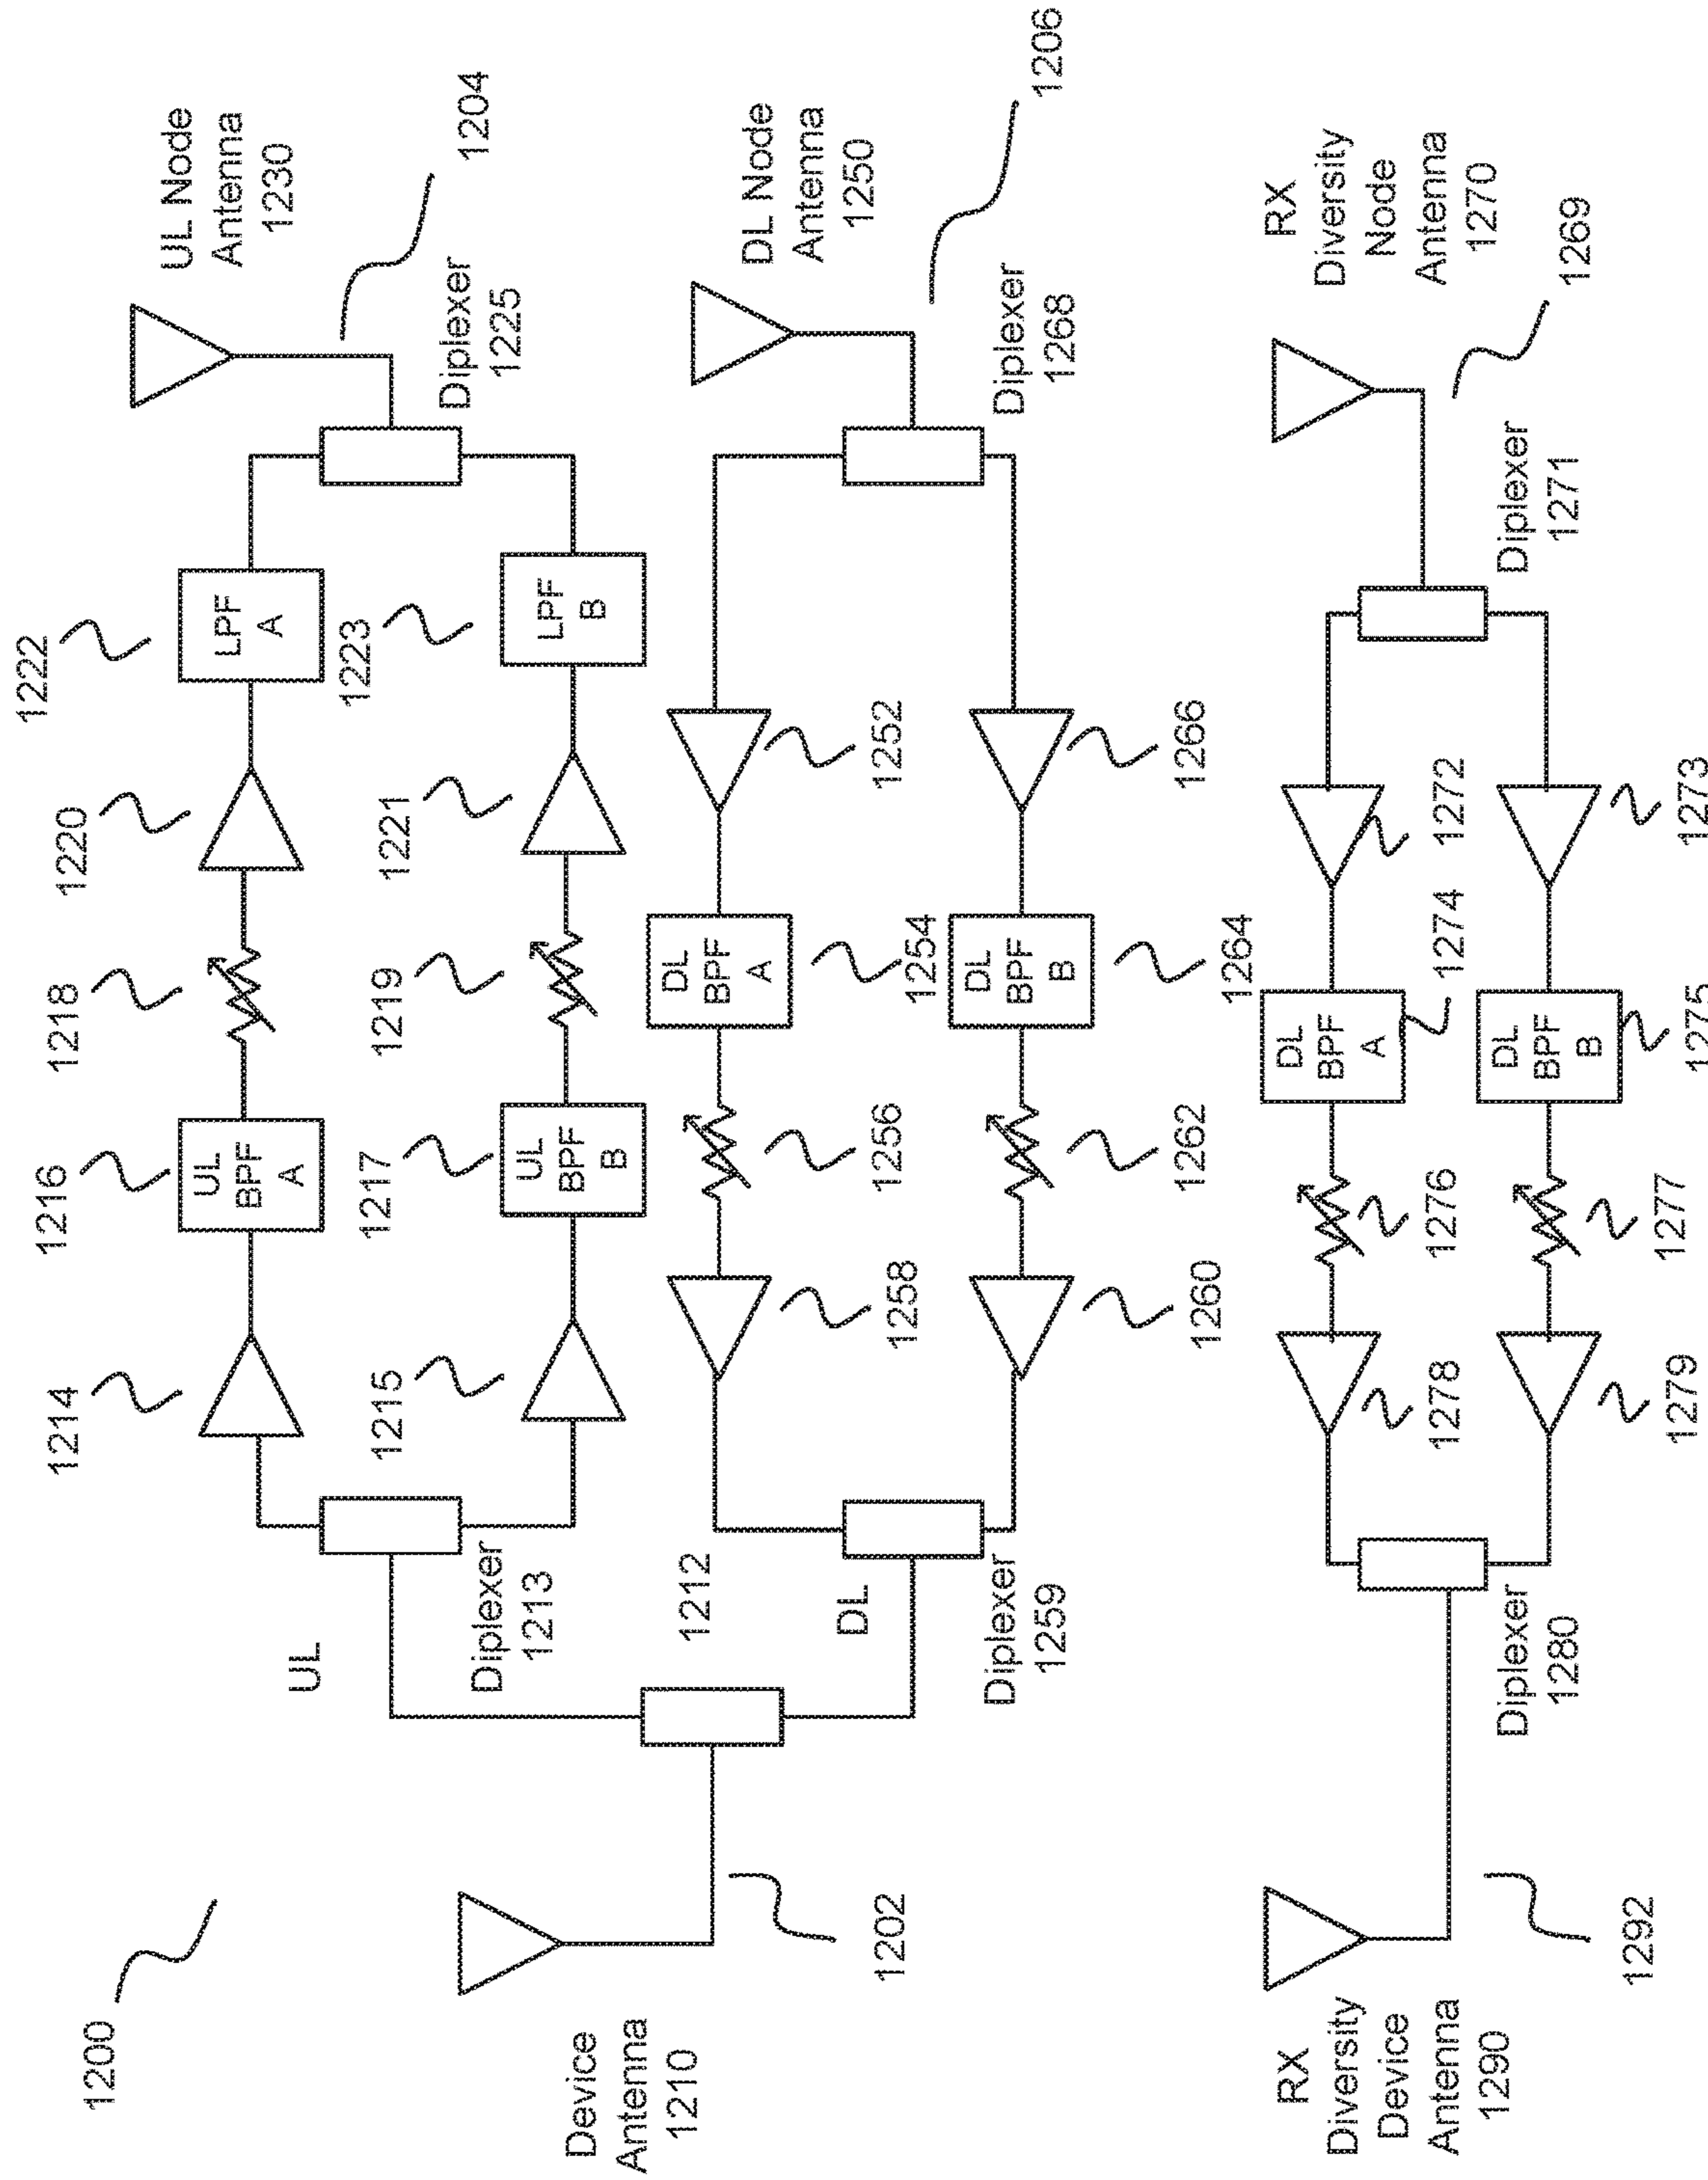 1200
Device
Antenna
1210
1202
UL
Diplexer
1213
1214
1216
UL
BPF
A
1218
1220
1222
LPF
A
UL Node
Antenna
1230
1204
Diplexer
1225
1215
1217
UL
BPF
B
1219
1221
1223
LPF
B
1212
DL
Diplexer
1259
1258
1256
DL
BPF
A
1254
1252
DL Node
Antenna
1250
1206
Diplexer
1268
1260
1262
DL
BPF
B
1264
1266
RX
Diversity
Device
Antenna
1290
1292
Diplexer
1280
1278
1276
DL
BPF
A
1274
1272
RX
Diversity
Node
Antenna
1270
1269
Diplexer
1271
1279
1277
DL
BPF
B
1275
1273